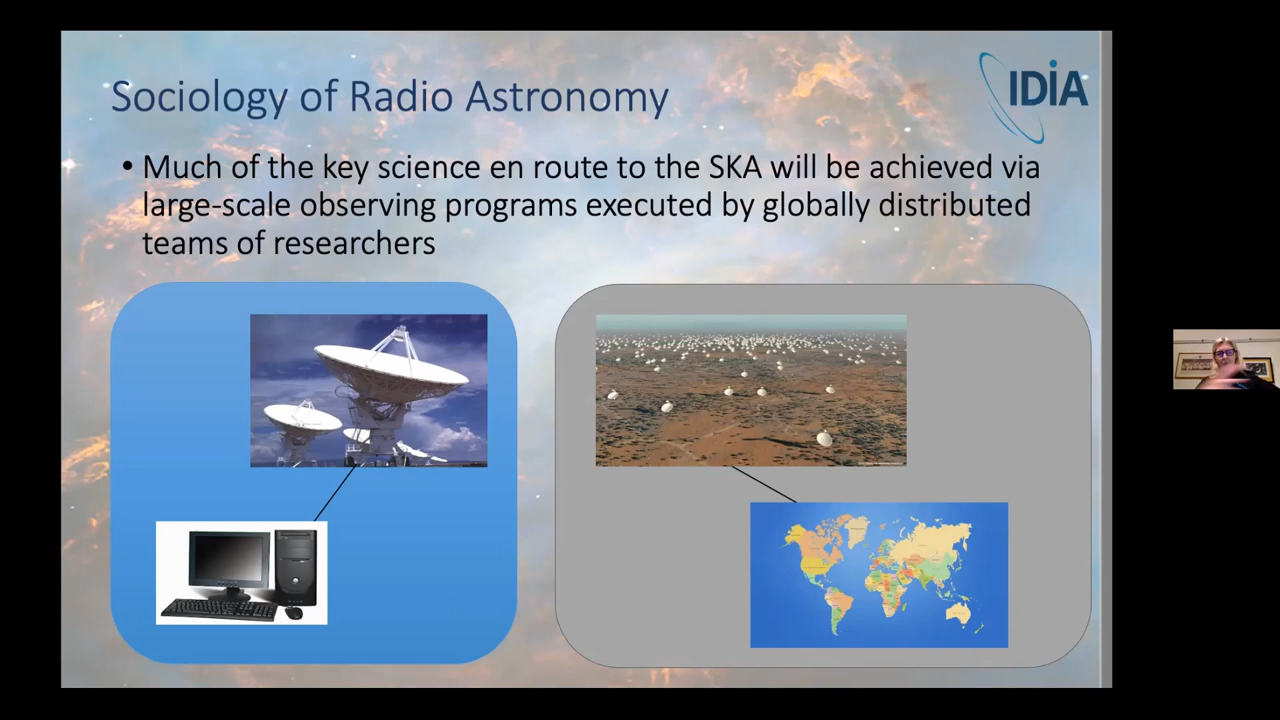 Sociology of Radio Astronomy
IDIA
• Much of the key science en route to the SKA will be achieved via
large-scale observing programs executed by globally distributed
teams of researchers